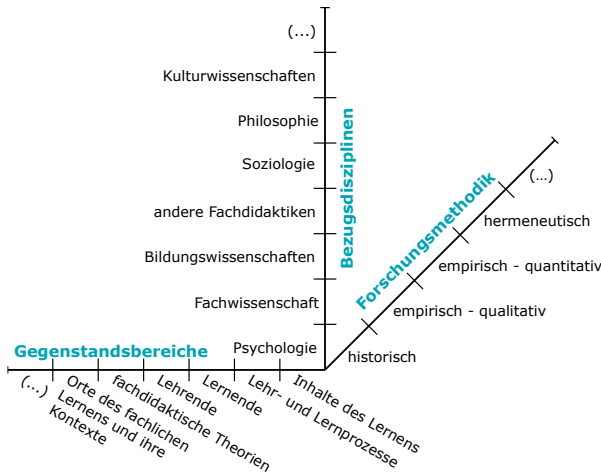 (...)
Kulturwissenschaften
Philosophie
Soziologie
andere Fachdidaktiken
Bildungswissenschaften
Fachwissenschaft
Psychologie
Bezugsdisziplinen
Forschungsmethodik
(...)
hermeneutisch
empirisch - quantitativ
empirisch - qualitativ
historisch
Gegenstandsbereiche
(...)
Orte des fachlichen
Lernens und ihre
Kontexte
fachdidaktische Theorien
Lehrende
Lernende
Lehr- und Lernprozesse
Inhalte des Lernens